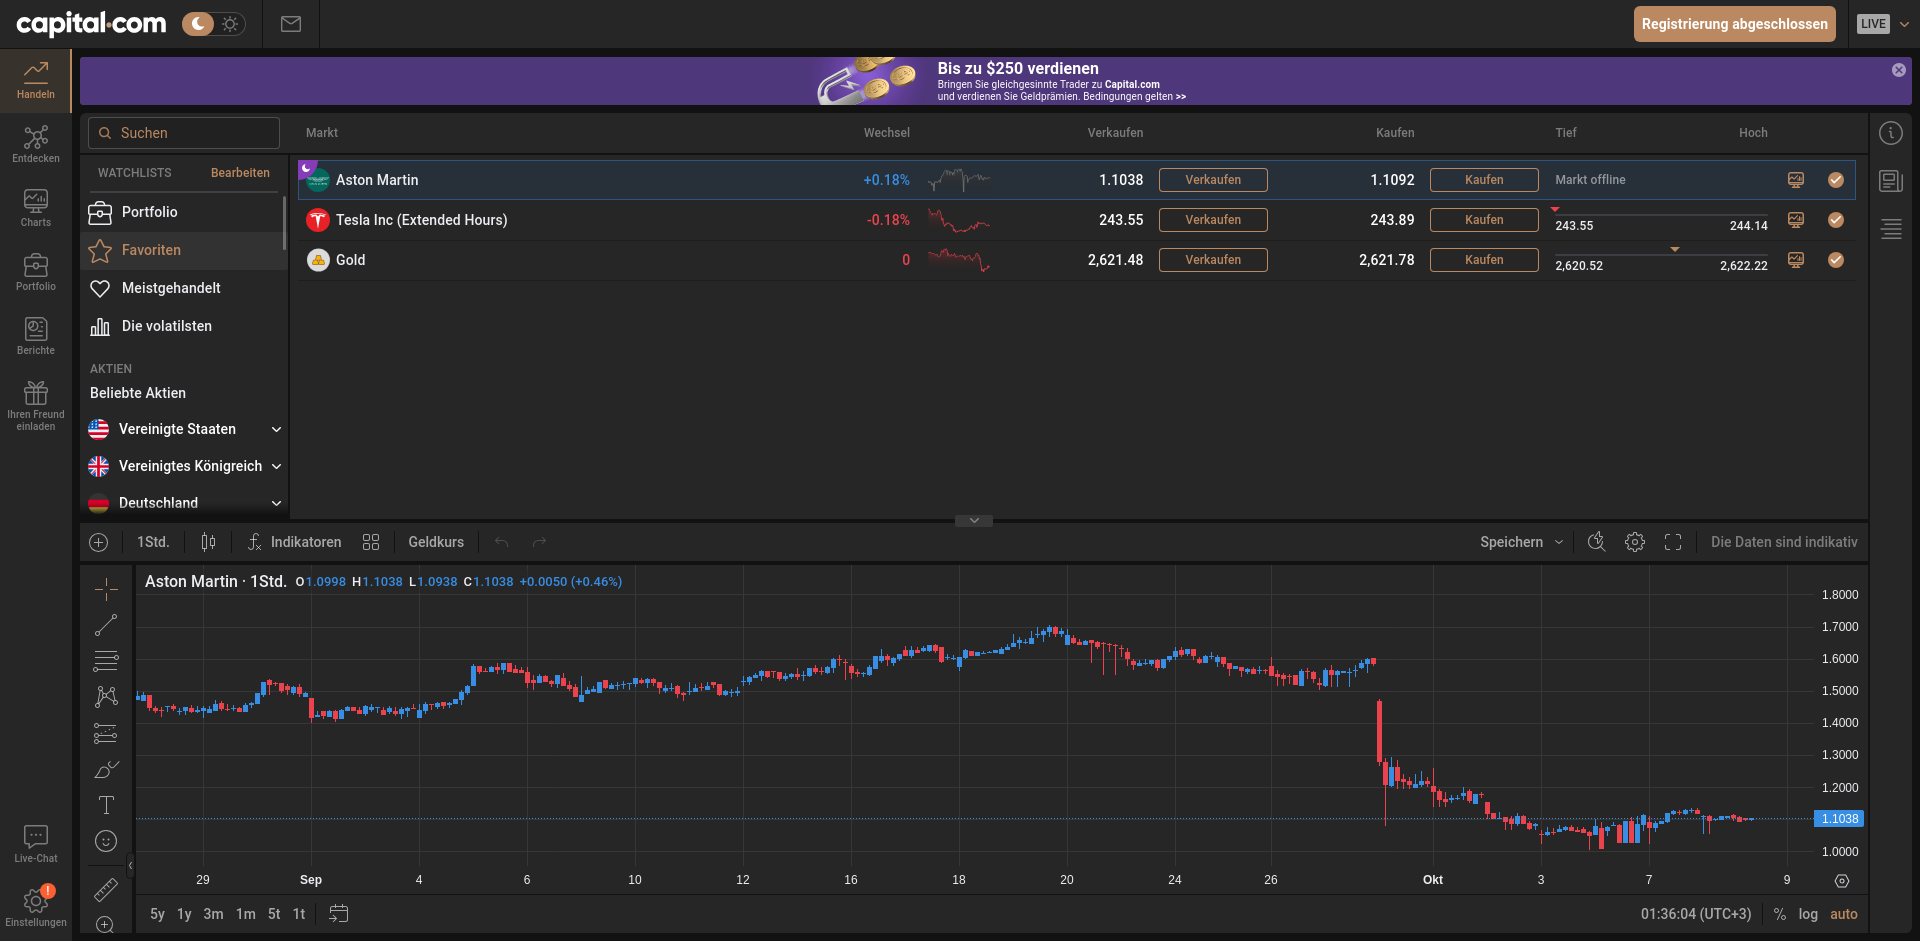 capital.com
Registrierung abgeschlossen
LIVE
Handeln
Entdecken
Charts
Portfolio
Berichte
Ihren Freund
einladen
Live-Chat
!
Einstellungen
Bis zu $250 verdienen
Bringen Sie gleichgesinnte Trader zu Capital.com
und verdienen Sie Geldprämien. Bedingungen gelten >>
Suchen
Markt Wechsel Verkaufen Kaufen Tief Hoch
WATCHLISTS Bearbeiten
Portfolio
Favoriten
Meistgehandelt
Die volatilsten
AKTIEN
Beliebte Aktien
Vereinigte Staaten
Vereinigtes Königreich
Deutschland
Aston Martin +0.18% 1.1038 Verkaufen 1.1092 Kaufen Markt offline
Tesla Inc (Extended Hours) -0.18% 243.55 Verkaufen 243.89 Kaufen 243.55 244.14
Gold 0 2,621.48 Verkaufen 2,621.78 Kaufen 2,620.52 2,622.22
1Std. Indikatoren Geldkurs Speichern Die Daten sind indikativ
Aston Martin · 1Std. O1.0998 H1.1038 L1.0938 C1.1038 +0.0050 (+0.46%)
1.8000
1.7000
1.6000
1.5000
1.4000
1.3000
1.2000
1.1038
1.0000
29 Sep 4 6 10 12 16 18 20 24 26 Okt 3 7 9
5y 1y 3m 1m 5t 1t 01:36:04 (UTC+3) % log auto